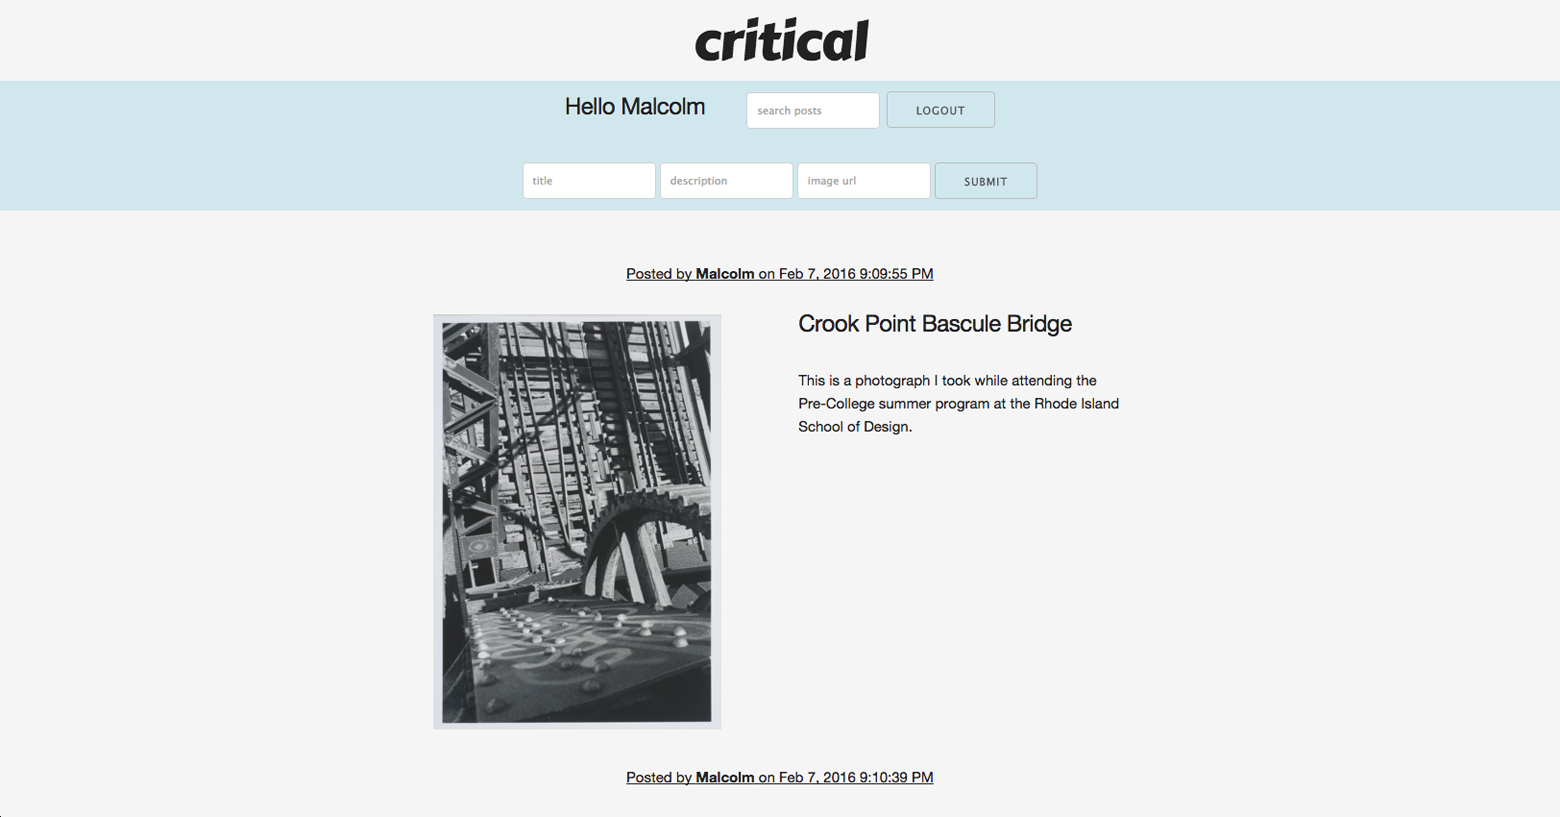 critical
Hello Malcolm
search posts
LOGOUT
title
description
image url
SUBMIT
Posted by Malcolm on Feb 7, 2016 9:09:55 PM
Crook Point Bascule Bridge
This is a photograph I took while attending the
Pre-College summer program at the Rhode Island
School of Design.
Posted by Malcolm on Feb 7, 2016 9:10:39 PM